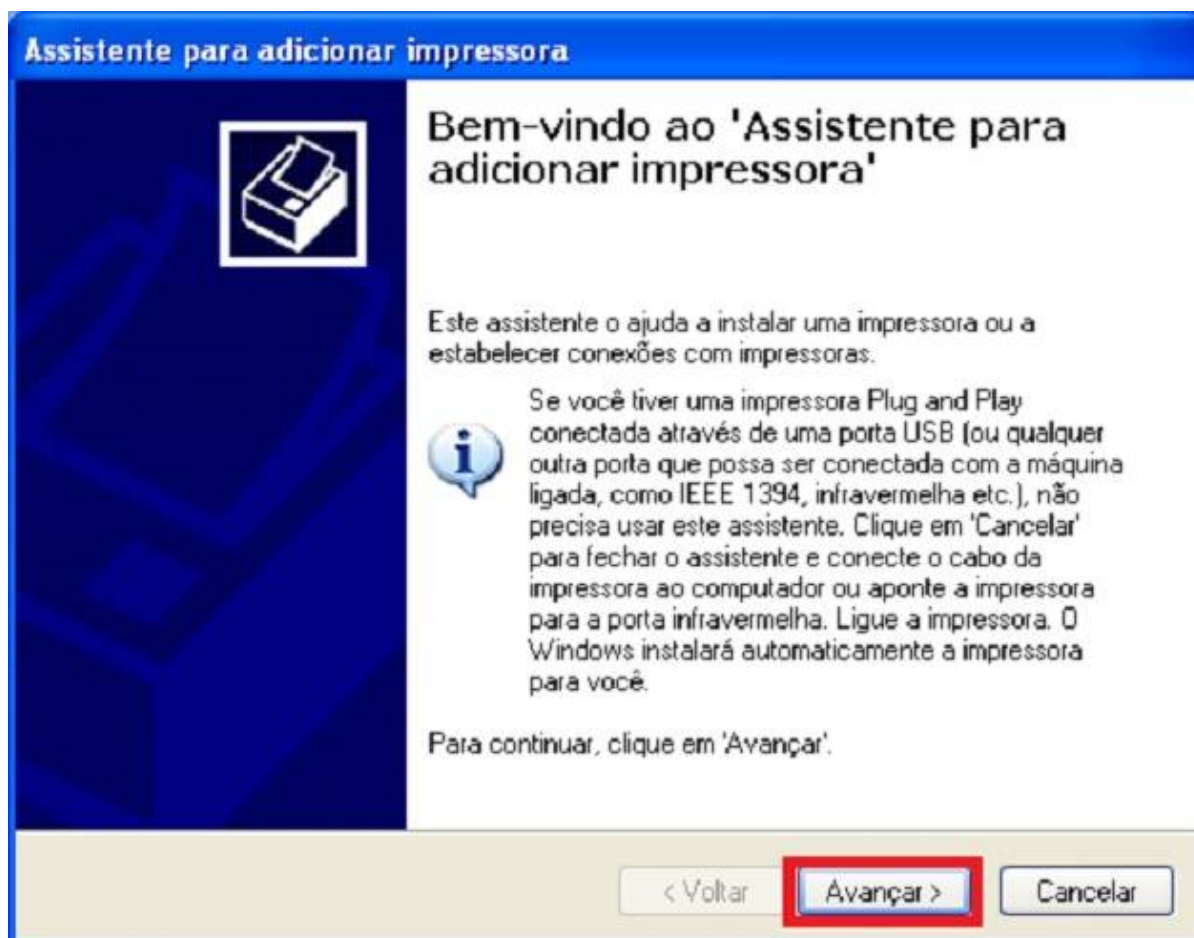 Assistente para adicionar impressora
Bem-vindo ao 'Assistente para
adicionar impressora'
Este assistente o ajuda a instalar uma impressora ou a
estabelecer conexões com impressoras.
Se você tiver uma impressora Plug and Play
conectada através de uma porta USB (ou qualquer
outra porta que possa ser conectada com a máquina
ligada, como IEEE 1394, infravermelha etc.), não
precisa usar este assistente. Clique em 'Cancelar'
para fechar o assistente e conecte o cabo da
impressora ao computador ou aponte a impressora
para a porta infravermelha. Ligue a impressora. O
Windows instalará automaticamente a impressora
para você.
Para continuar, clique em 'Avançar'.
< Voltar Avançar > Cancelar